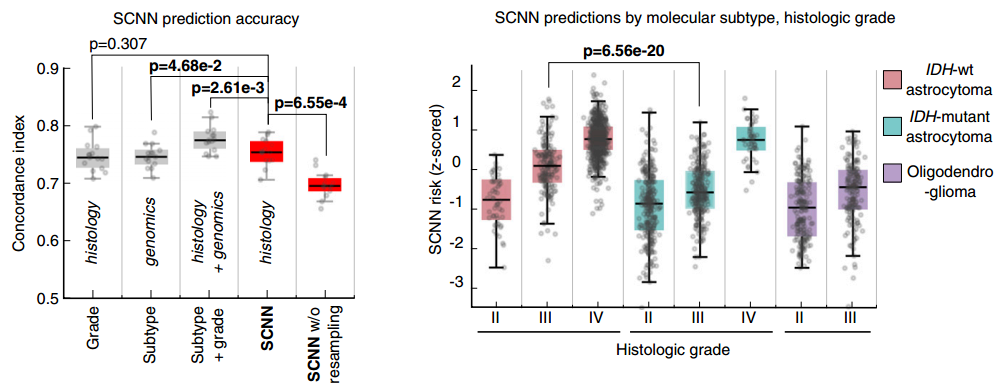 SCNN prediction accuracy
p=0.307
p=4.68e-2
p=2.61e-3
p=6.55e-4
Concordance index
0.9
0.8
0.7
0.6
0.5
histology
genomics
histology
+ genomics
histology
Grade
Subtype
Subtype
+ grade
SCNN
SCNN w/o
resampling
SCNN predictions by molecular subtype, histologic grade
p=6.56e-20
SCNN risk (z-scored)
2
1
0
-1
-2
-3
II
III
IV
II
III
IV
II
III
Histologic grade
IDH-wt
astrocytoma
IDH-mutant
astrocytoma
Oligodendro
-glioma